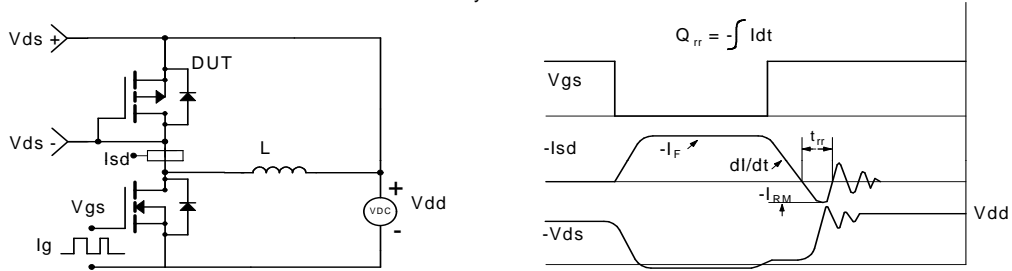 Vds +
DUT
Vds -
Isd
L
Vgs
Ig
+
VDC
-
Vdd
Q rr = -∫ Idt
Vgs
-Isd
-I F
dI/dt
t rr
-I RM
Vdd
-Vds